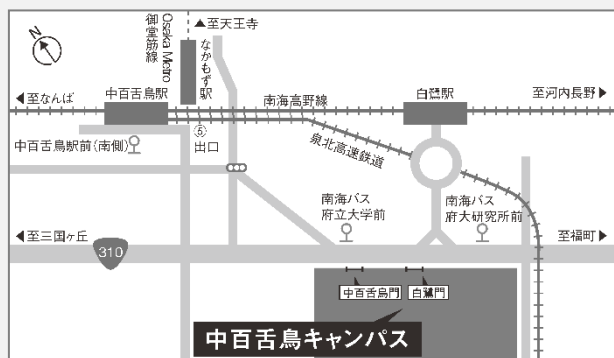 ▲至天王寺
Osaka Metro
御堂筋線
なかもず駅
◀至なんば
中百舌鳥駅
南海高野線
白鷺駅
至河内長野▶
⑤
出口
中百舌鳥駅前(南側)
泉北高速鉄道
南海バス
府立大学前
南海バス
府大研究所前
◀至三国ヶ丘
310
至福町▶
中百舌鳥門
白鷺門
中百舌鳥キャンパス
N